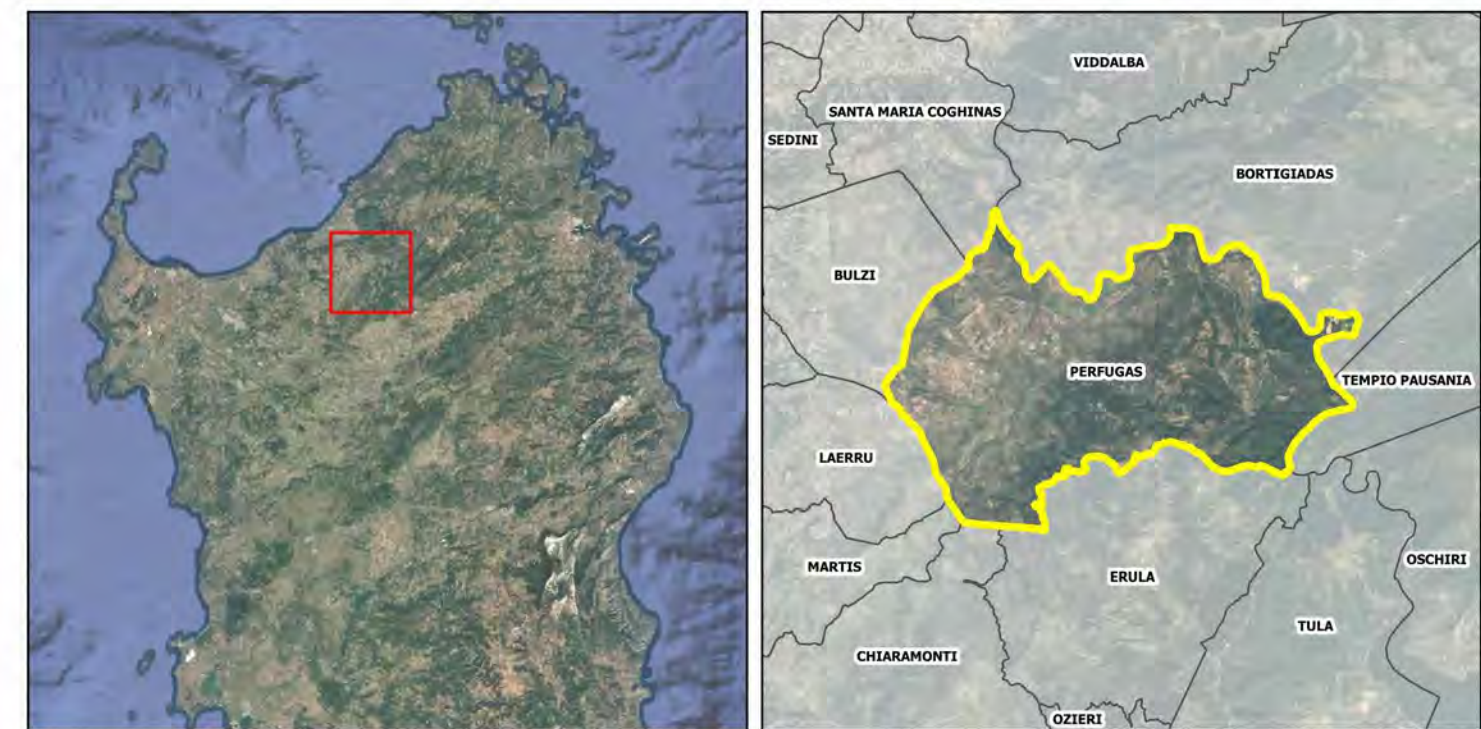 VIDDALBA
SANTA MARIA COGHINAS
SEDINI
BORTIGIADAS
BULZI
PERFUGAS
TEMPIO PAUSANIA
LAERRU
OSCHIRI
MARTIS
ERULA
TULA
CHIARAMONTI
OZIERI